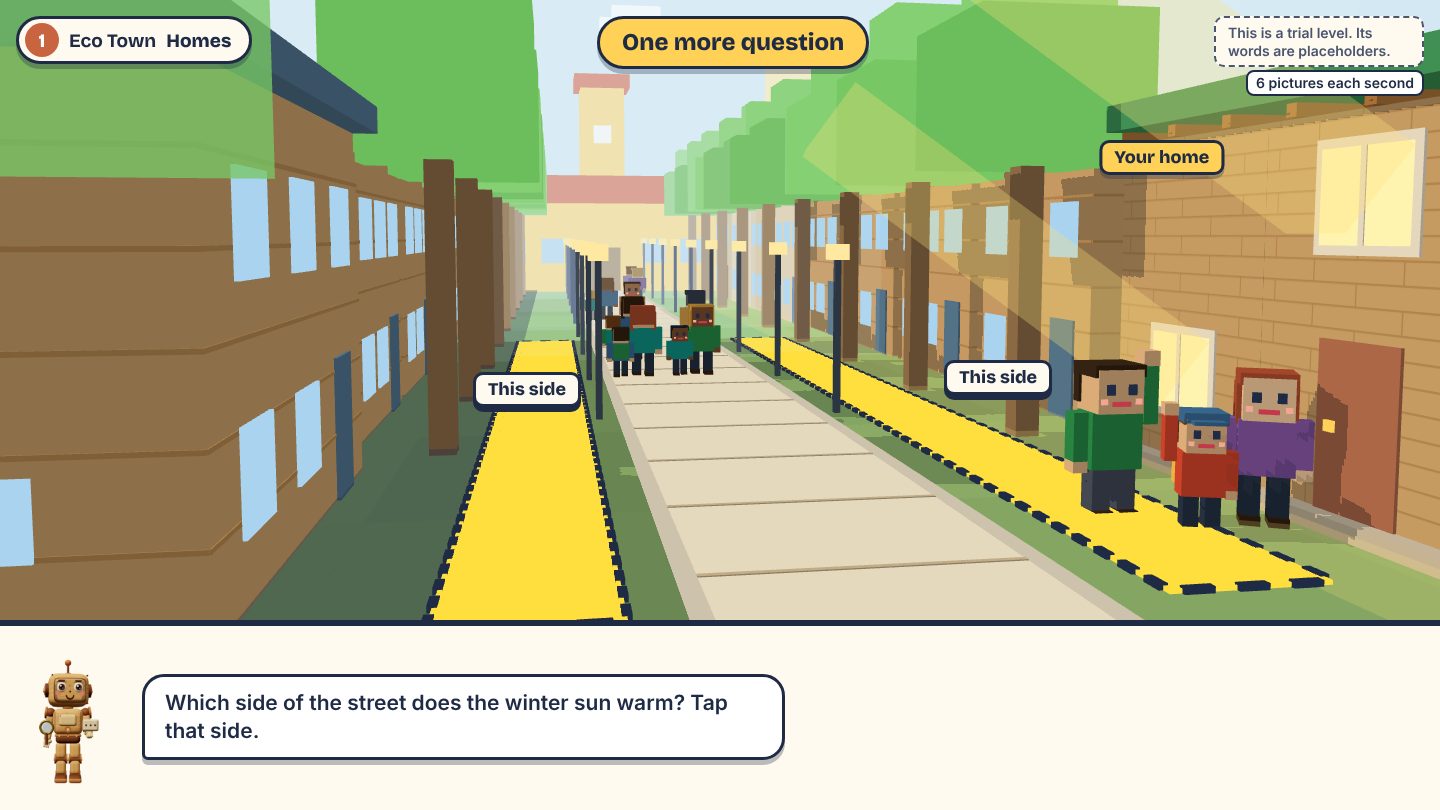 1 Eco Town Homes
One more question
This is a trial level. Its
words are placeholders.
6 pictures each second
Your home
This side
This side
Which side of the street does the winter sun warm? Tap
that side.